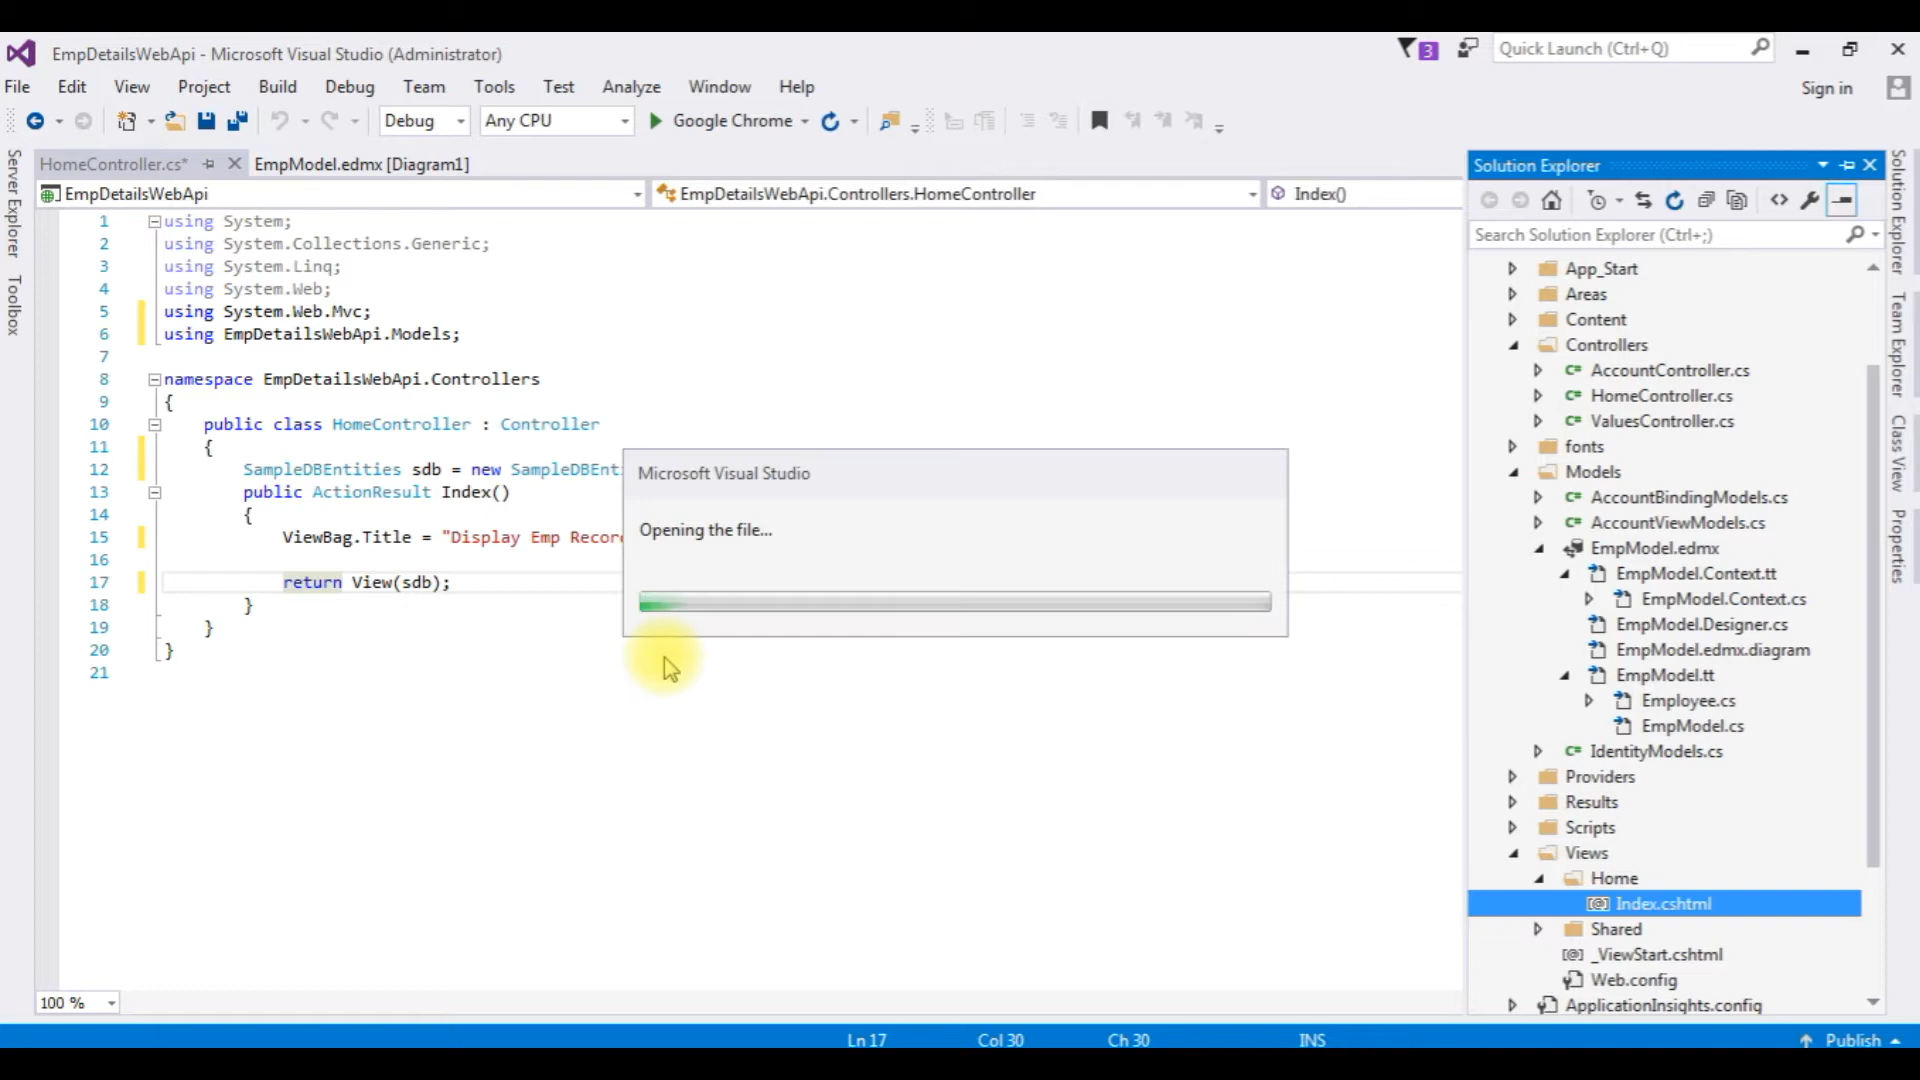 EmpDetailsWebApi - Microsoft Visual Studio (Administrator)
3
Quick Launch (Ctrl+Q)
File Edit View Project Build Debug Team Tools Test Analyze Window Help
Sign in
Debug Any CPU Google Chrome
HomeController.cs* EmpModel.edmx [Diagram1]
EmpDetailsWebApi EmpDetailsWebApi.Controllers.HomeController Index()
Server Explorer
Toolbox
1 using System;
2 using System.Collections.Generic;
3 using System.Linq;
4 using System.Web;
5 using System.Web.Mvc;
6 using EmpDetailsWebApi.Models;
7
8 namespace EmpDetailsWebApi.Controllers
9 {
10 public class HomeController : Controller
11 {
12 SampleDBEntities sdb = new SampleDBEnti
13 public ActionResult Index()
14 {
15 ViewBag.Title = "Display Emp Recor
16
17 return View(sdb);
18 }
19 }
20 }
21
Microsoft Visual Studio
Opening the file...
Solution Explorer
Search Solution Explorer (Ctrl+;)
App_Start
Areas
Content
Controllers
C# AccountController.cs
C# HomeController.cs
C# ValuesController.cs
fonts
Models
C# AccountBindingModels.cs
C# AccountViewModels.cs
EmpModel.edmx
EmpModel.Context.tt
EmpModel.Context.cs
EmpModel.Designer.cs
EmpModel.edmx.diagram
EmpModel.tt
Employee.cs
EmpModel.cs
C# IdentityModels.cs
Providers
Results
Scripts
Views
Home
[@] Index.cshtml
Shared
[@] _ViewStart.cshtml
Web.config
ApplicationInsights.config
Solution Explorer
Team Explorer
Class View
Properties
100 %
Ln 17 Col 30 Ch 30 INS Publish